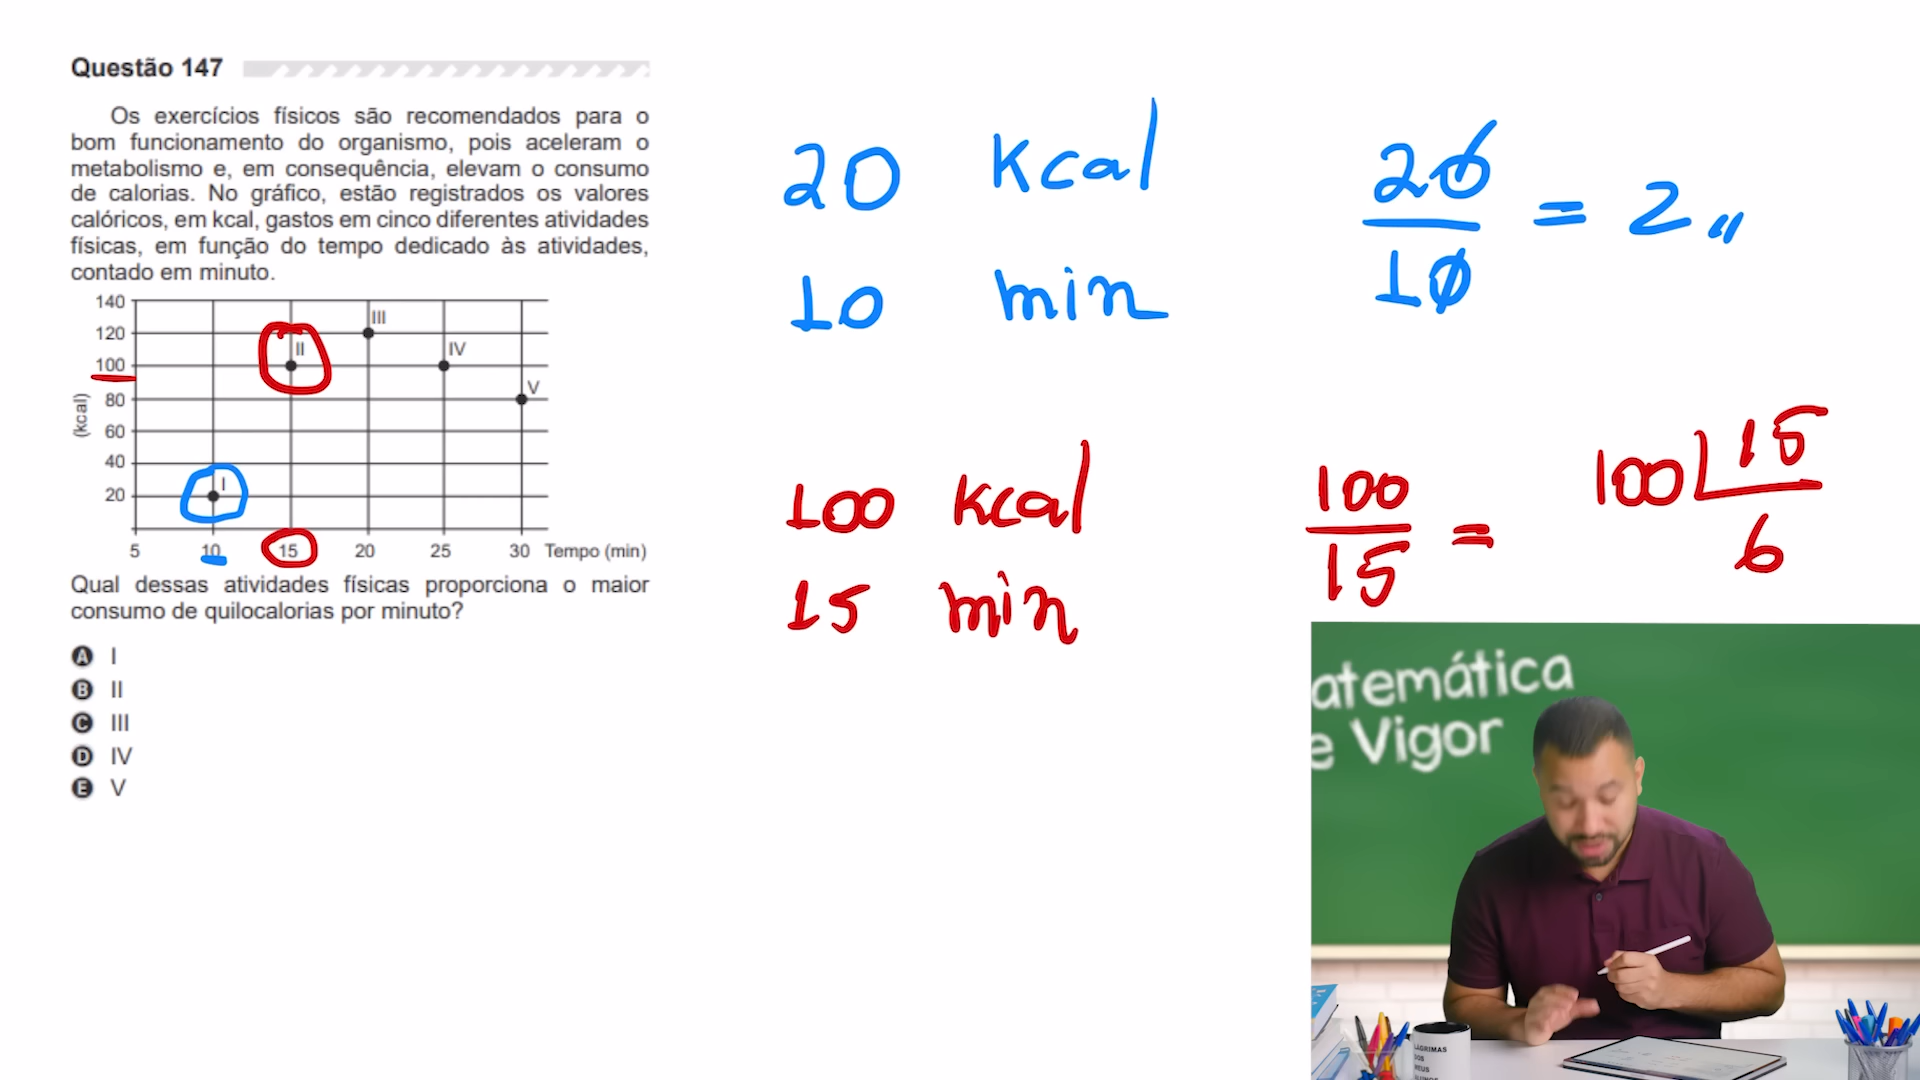 Questão 147
Os exercícios físicos são recomendados para o
bom funcionamento do organismo, pois aceleram o
metabolismo e, em consequência, elevam o consumo
de calorias. No gráfico, estão registrados os valores
calóricos, em kcal, gastos em cinco diferentes atividades
físicas, em função do tempo dedicado às atividades,
contado em minuto.
140
120
100
80
60
40
20
(kcal)
I
II
III
IV
V
5 10 15 20 25 30 Tempo (min)
Qual dessas atividades físicas proporciona o maior
consumo de quilocalorias por minuto?
A I
B II
C III
D IV
E V
20 kcal
10 min
20
10
= 2
100 kcal
15 min
100
15
=
100 15
6
atemática
e Vigor
LÁGRIMAS
DOS
MEUS